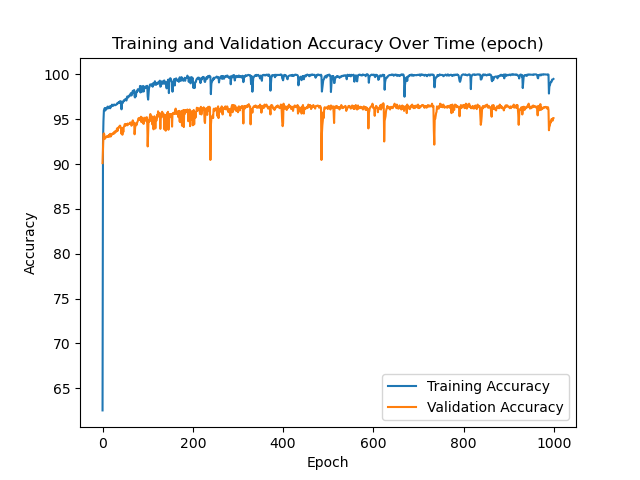 Training and Validation Accuracy Over Time (epoch)
100
95
90
85
80
75
70
65
Accuracy
0
200
400
600
800
1000
Epoch
Training Accuracy
Validation Accuracy